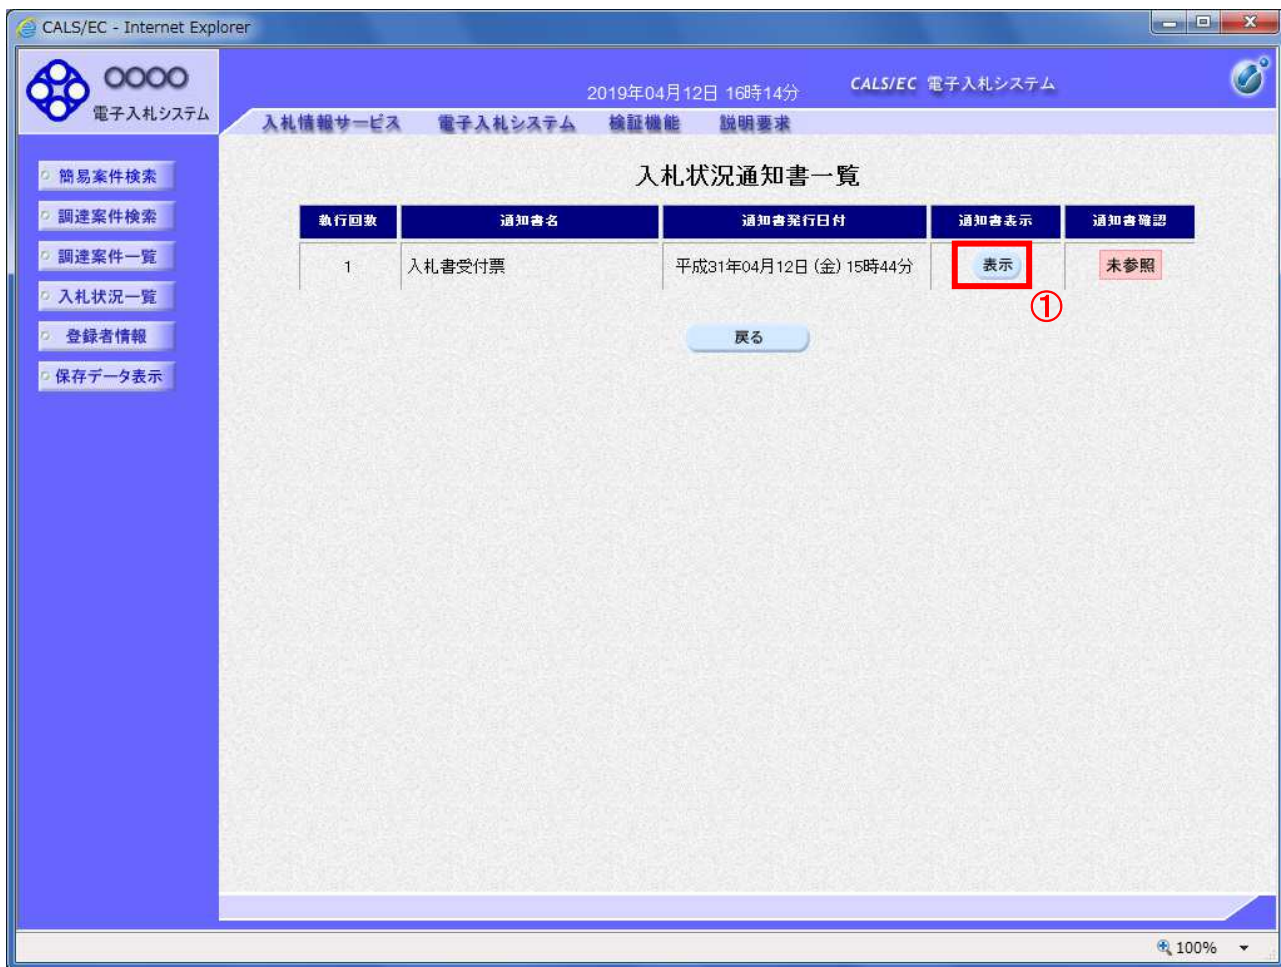 CALS/EC - Internet Explorer
〇〇〇〇
電子入札システム
2019年04月12日 16時14分
CALS/EC 電子入札システム
入札情報サービス 電子入札システム 検証機能 説明要求
簡易案件検索
調達案件検索
調達案件一覧
入札状況一覧
登録者情報
保存データ表示
入札状況通知書一覧
執行回数 通知書名 通知書発行日付 通知書表示 通知書確認
1 入札書受付票 平成31年04月12日 (金) 15時44分 表示 未参照
①
戻る
100%